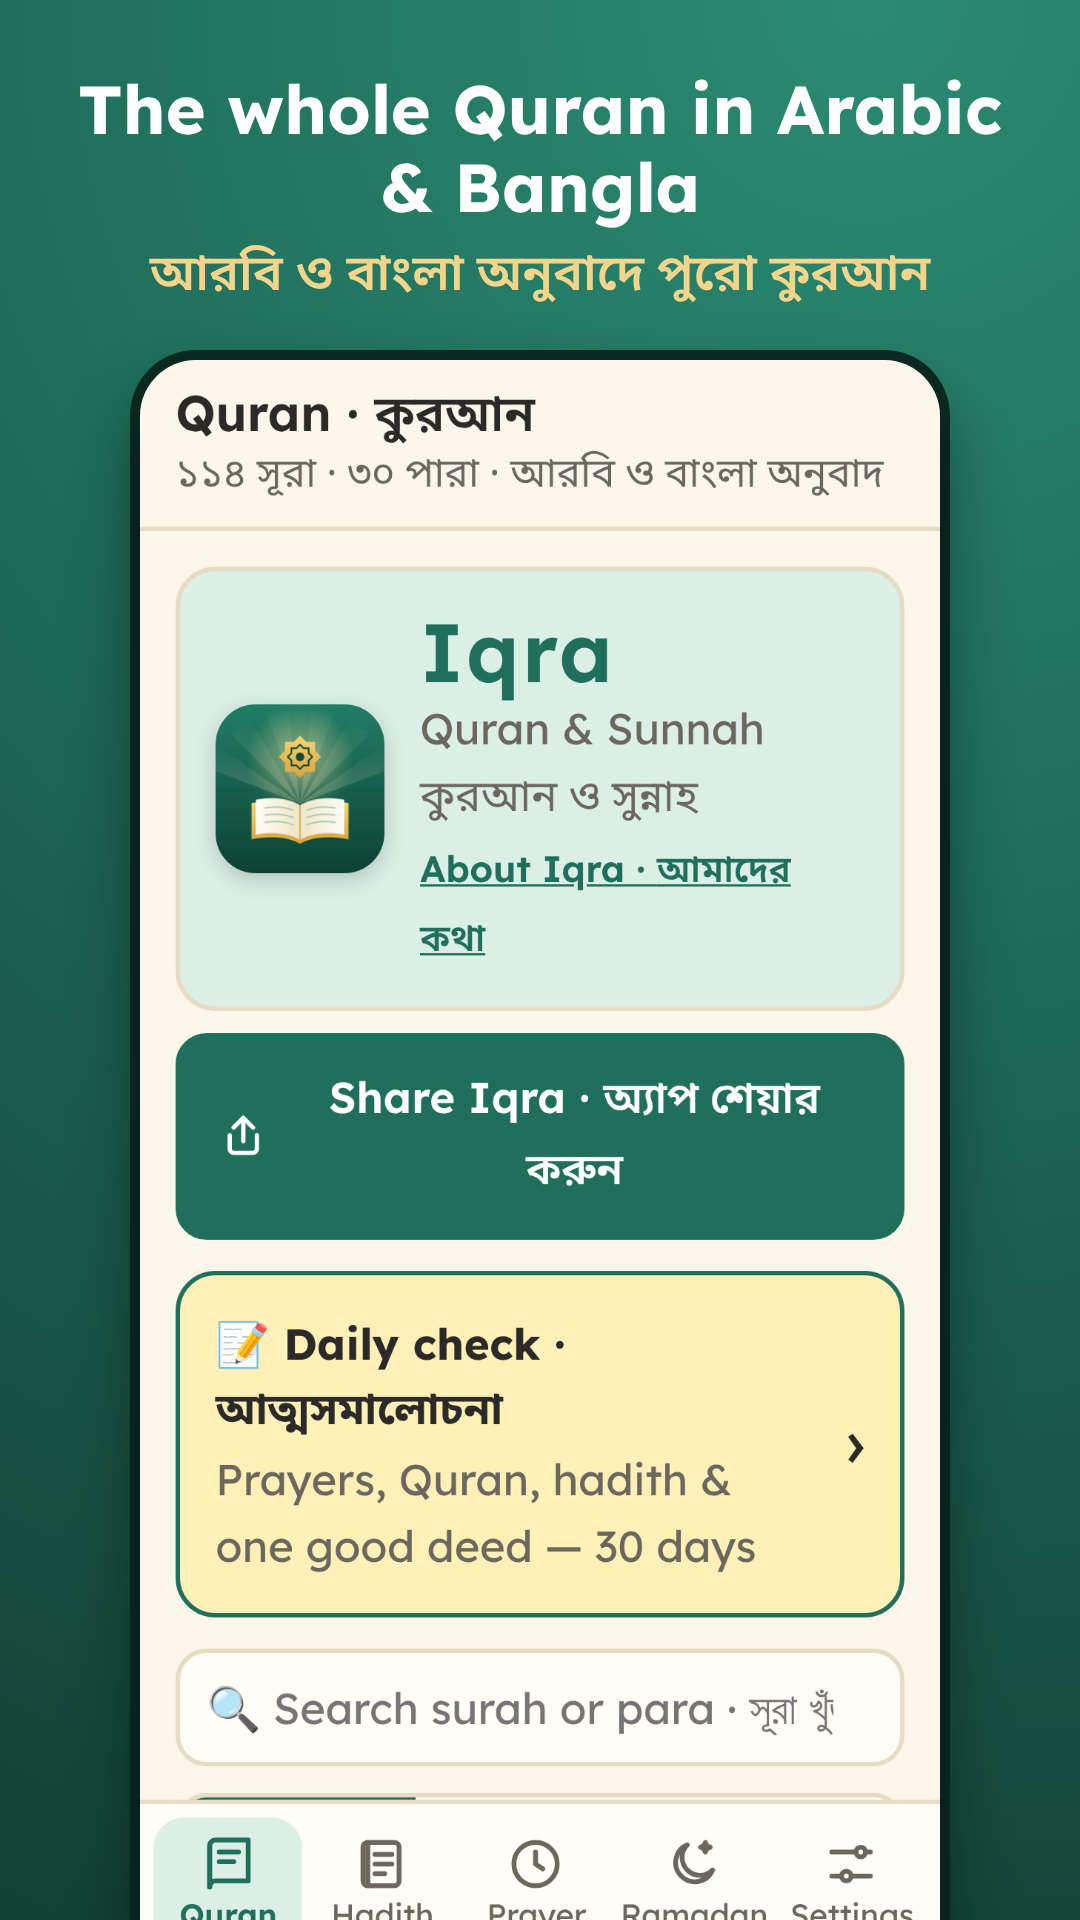 The whole Quran in Arabic
& Bangla
আরবি ও বাংলা অনুবাদে পুরো কুরআন
Quran · কুরআন
১১৪ সূরা · ৩০ পারা · আরবি ও বাংলা অনুবাদ
Iqra
Quran & Sunnah
কুরআন ও সুন্নাহ
About Iqra · আমাদের
কথা
Share Iqra · অ্যাপ শেয়ার
করুন
Daily check ·
আত্মসমালোচনা
Prayers, Quran, hadith &
one good deed — 30 days
›
Search surah or para · সূরা
Quran Hadith Prayer Ramadan Settings